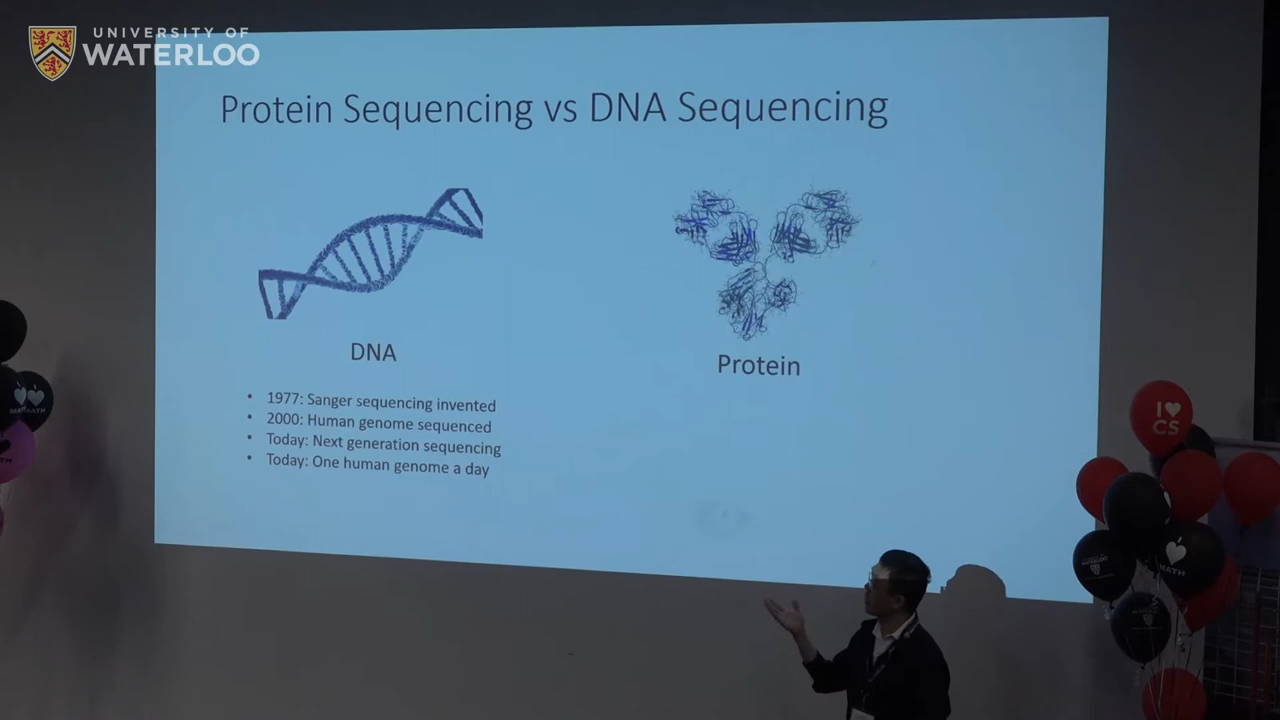 UNIVERSITY OF
WATERLOO
Protein Sequencing vs DNA Sequencing
DNA
• 1977: Sanger sequencing invented
• 2000: Human genome sequenced
• Today: Next generation sequencing
• Today: One human genome a day
Protein
I
CS
MATH